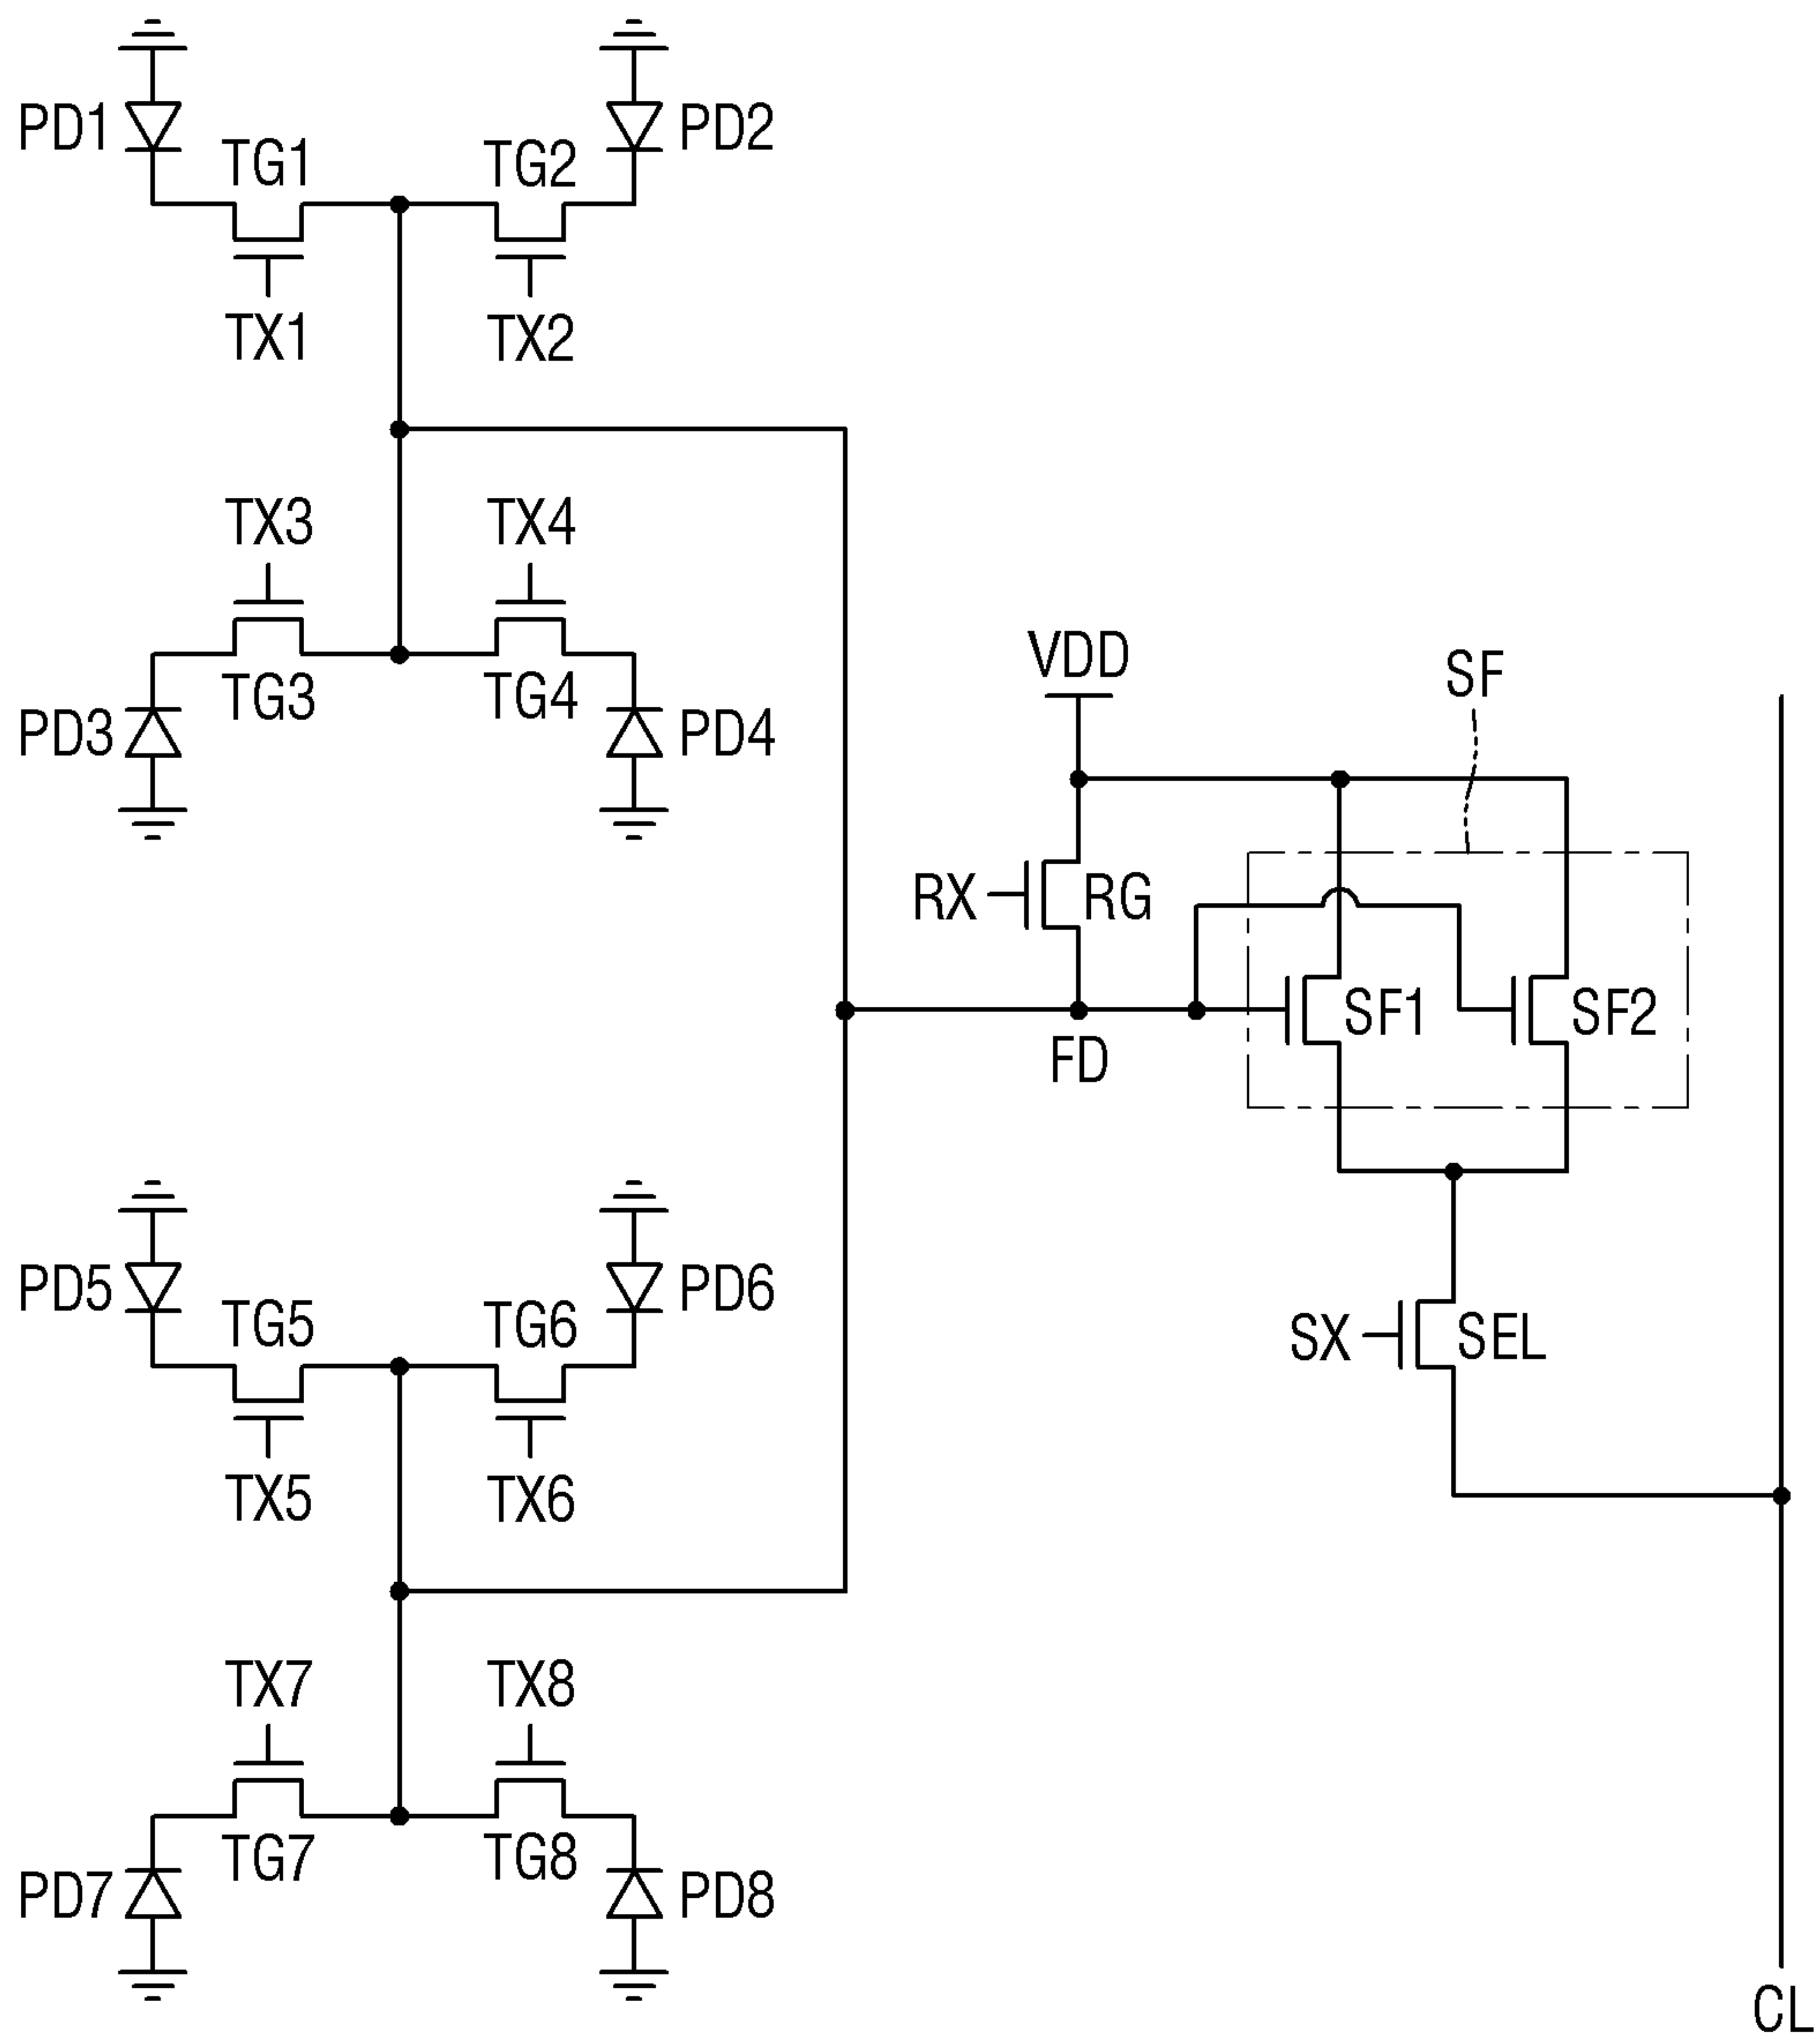 PD1
TG1
TG2
PD2
TX1
TX2
TX3
TX4
PD3
TG3
TG4
PD4
VDD
SF
RX
RG
SF1
SF2
FD
PD5
TG5
TG6
PD6
SX
SEL
TX5
TX6
TX7
TX8
PD7
TG7
TG8
PD8
CL